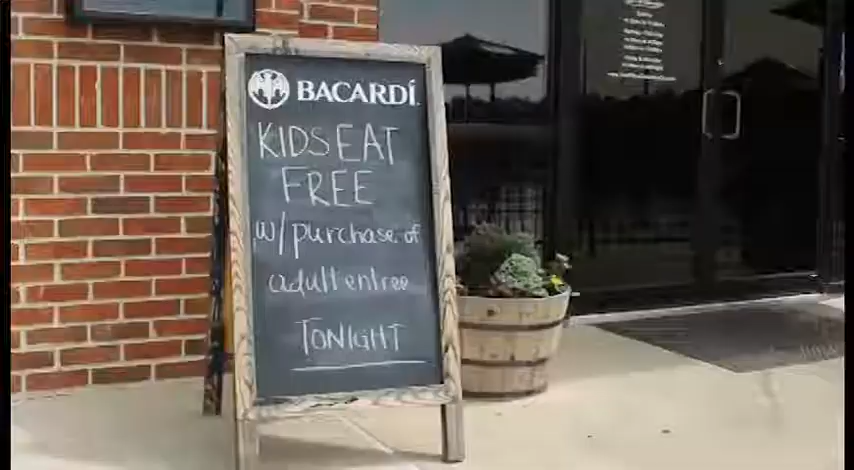 BACARDÍ
KIDS EAT
FREE
w/purchase of
adult entree
TONIGHT